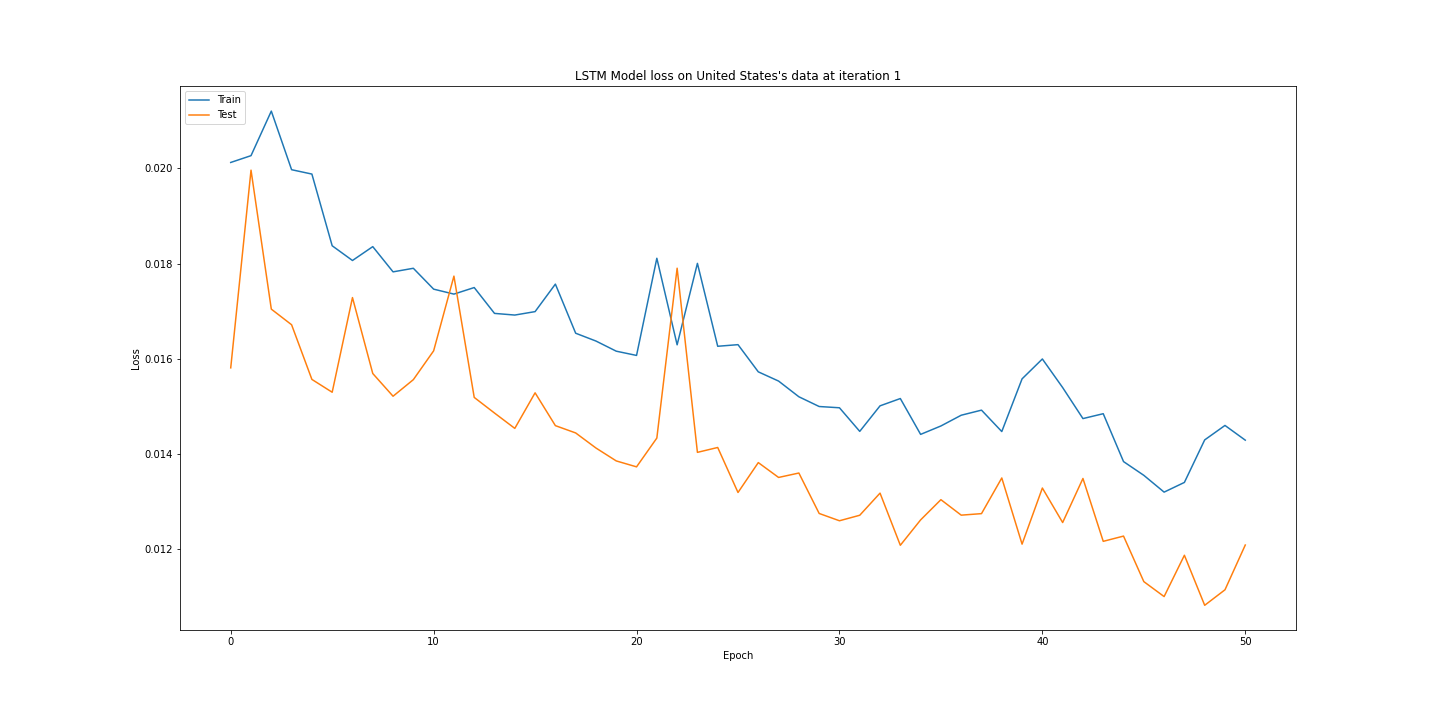 LSTM Model loss on United States's data at iteration 1
Train
Test
0.020
0.018
0.016
0.014
0.012
Loss
0 10 20 30 40 50
Epoch